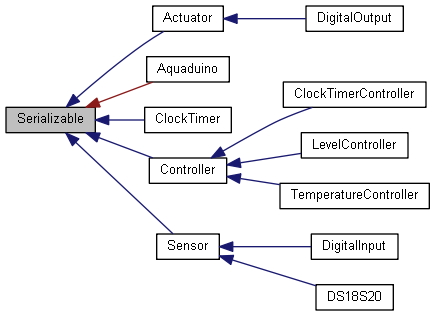 Actuator
DigitalOutput
Aquaduino
Serializable
ClockTimer
ClockTimerController
LevelController
Controller
TemperatureController
Sensor
DigitalInput
DS18S20